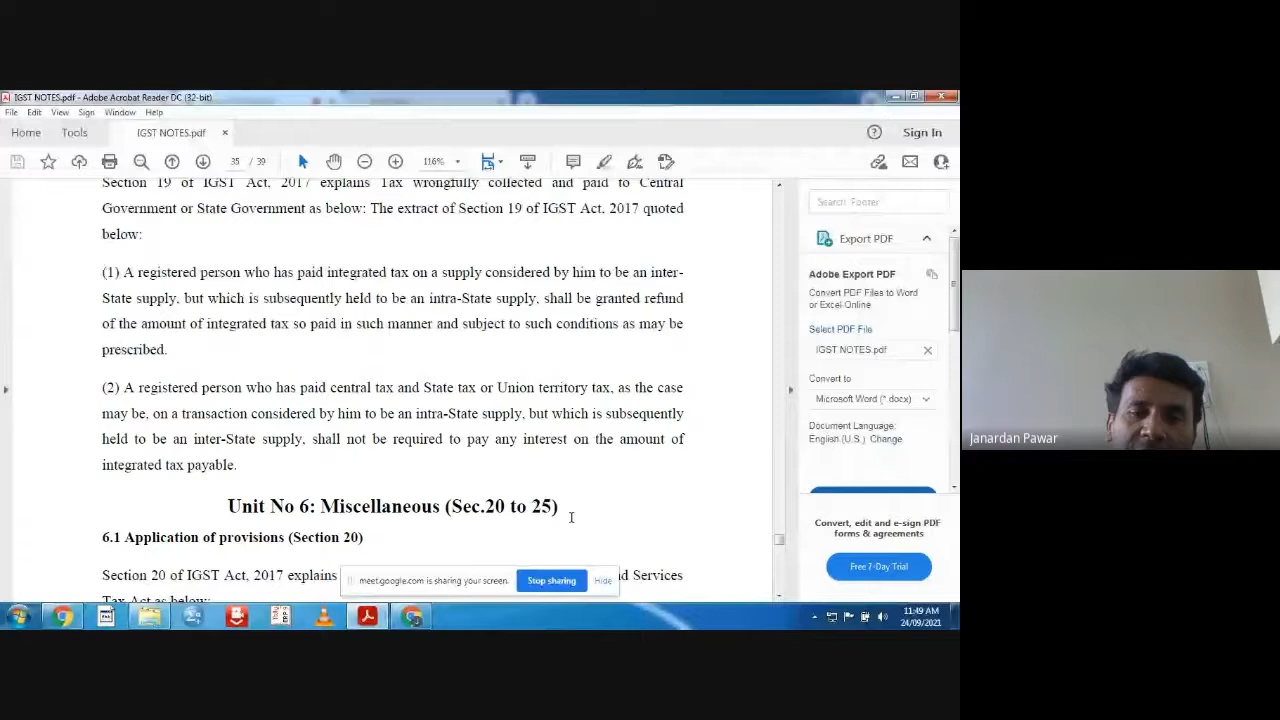 IGST NOTES.pdf - Adobe Acrobat Reader DC (32-bit)
File Edit View Sign Window Help
Home Tools IGST NOTES.pdf × Sign In
35 / 39 116%
Section 19 of IGST Act, 2017 explains Tax wrongfully collected and paid to Central
Government or State Government as below: The extract of Section 19 of IGST Act, 2017 quoted
below:
(1) A registered person who has paid integrated tax on a supply considered by him to be an inter-
State supply, but which is subsequently held to be an intra-State supply, shall be granted refund
of the amount of integrated tax so paid in such manner and subject to such conditions as may be
prescribed.
(2) A registered person who has paid central tax and State tax or Union territory tax, as the case
may be, on a transaction considered by him to be an intra-State supply, but which is subsequently
held to be an inter-State supply, shall not be required to pay any interest on the amount of
integrated tax payable.
Unit No 6: Miscellaneous (Sec.20 to 25)
6.1 Application of provisions (Section 20)
Section 20 of IGST Act, 2017 explains d Services
Tax Act as below:
meet.google.com is sharing your screen. Stop sharing Hide
Search 'Footer'
Export PDF
Adobe Export PDF
Convert PDF Files to Word
or Excel Online
Select PDF File
IGST NOTES.pdf
Convert to
Microsoft Word (*.docx)
Document Language:
English (U.S.) Change
Convert, edit and e-sign PDF
forms & agreements
Free 7-Day Trial
11:49 AM
24/09/2021
Janardan Pawar